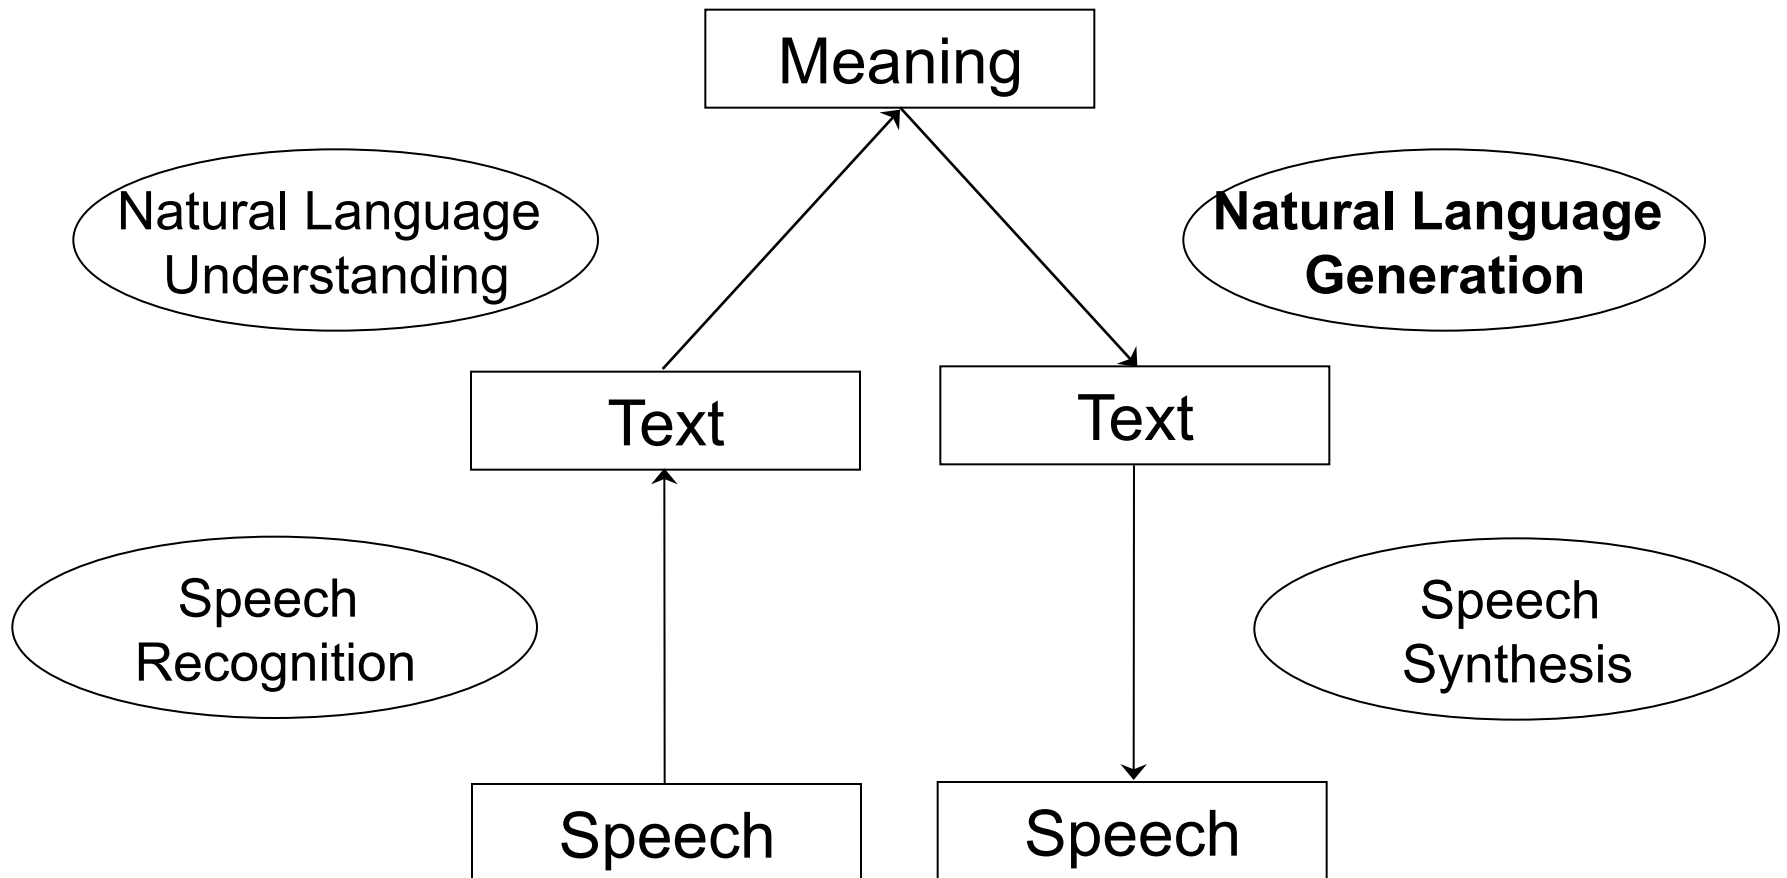 Meaning
Natural Language
Understanding
Natural Language
Generation
Text
Text
Speech
Recognition
Speech
Synthesis
Speech
Speech